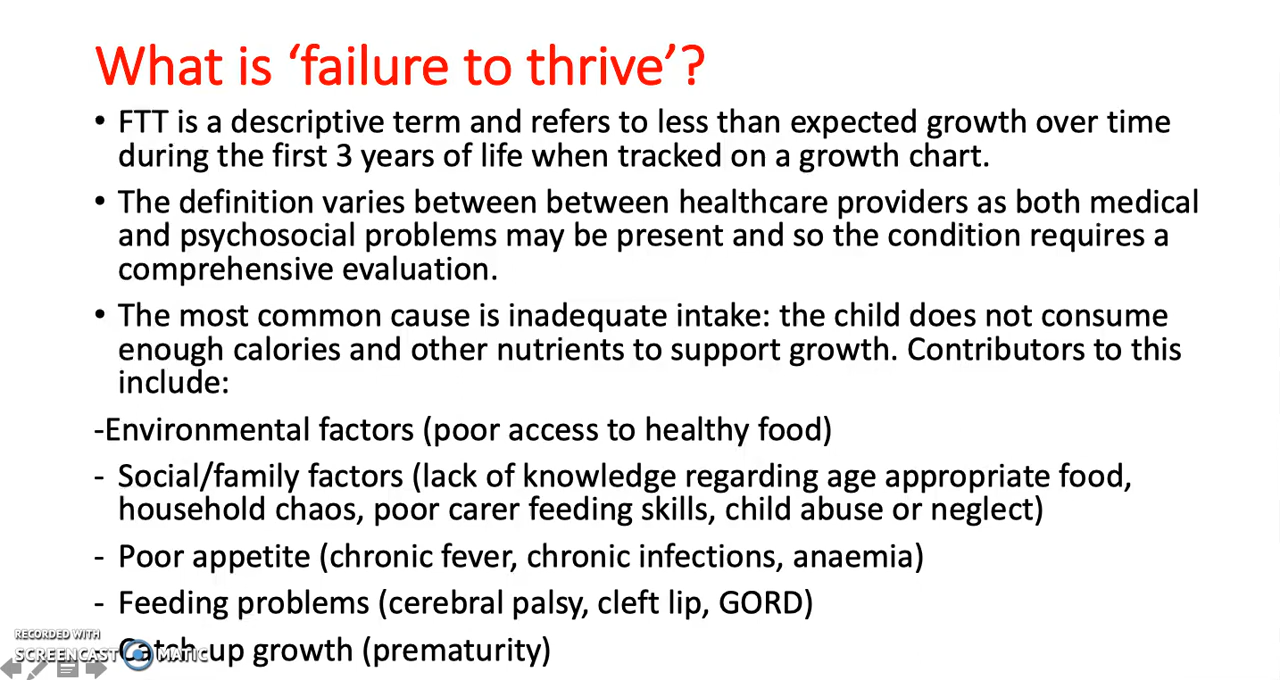 What is ‘failure to thrive’?
• FTT is a descriptive term and refers to less than expected growth over time
during the first 3 years of life when tracked on a growth chart.
• The definition varies between between healthcare providers as both medical
and psychosocial problems may be present and so the condition requires a
comprehensive evaluation.
• The most common cause is inadequate intake: the child does not consume
enough calories and other nutrients to support growth. Contributors to this
include:
-Environmental factors (poor access to healthy food)
- Social/family factors (lack of knowledge regarding age appropriate food,
household chaos, poor carer feeding skills, child abuse or neglect)
- Poor appetite (chronic fever, chronic infections, anaemia)
- Feeding problems (cerebral palsy, cleft lip, GORD)
- Catch up growth (prematurity)
RECORDED WITH
SCREENCAST MATIC